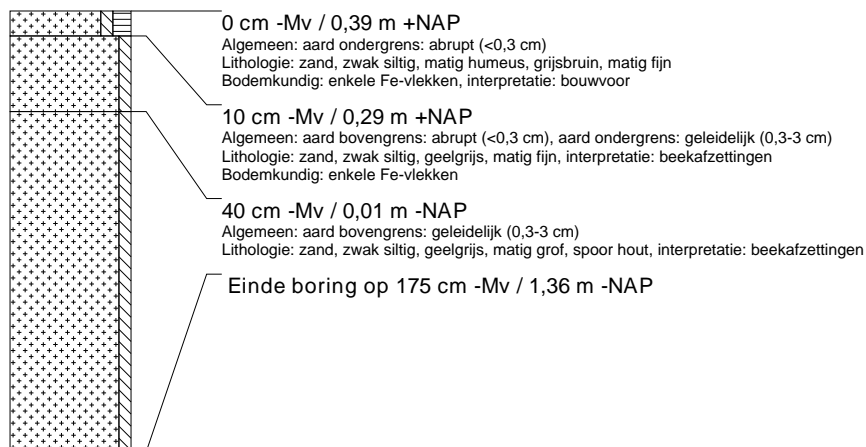 0 cm -Mv / 0,39 m +NAP
Algemeen: aard ondergrens: abrupt (<0,3 cm)
Lithologie: zand, zwak siltig, matig humeus, grijsbruin, matig fijn
Bodemkundig: enkele Fe-vlekken, interpretatie: bouwvoor
10 cm -Mv / 0,29 m +NAP
Algemeen: aard bovengrens: abrupt (<0,3 cm), aard ondergrens: geleidelijk (0,3-3 cm)
Lithologie: zand, zwak siltig, geelgrijs, matig fijn, interpretatie: beekafzettingen
Bodemkundig: enkele Fe-vlekken
40 cm -Mv / 0,01 m -NAP
Algemeen: aard bovengrens: geleidelijk (0,3-3 cm)
Lithologie: zand, zwak siltig, geelgrijs, matig grof, spoor hout, interpretatie: beekafzettingen
Einde boring op 175 cm -Mv / 1,36 m -NAP